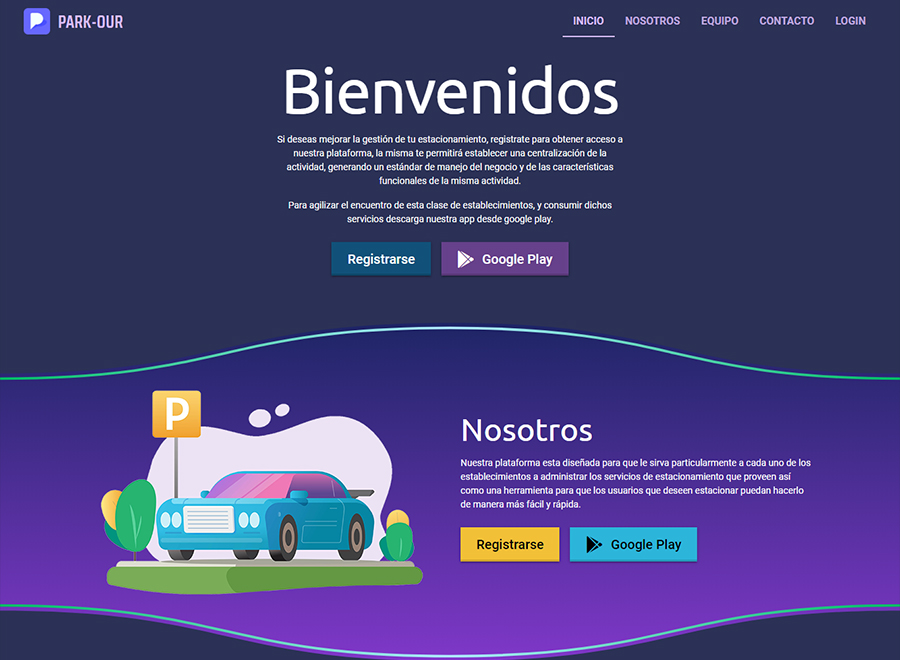 PARK-OUR
INICIO NOSOTROS EQUIPO CONTACTO LOGIN
Bienvenidos
Si deseas mejorar la gestión de tu estacionamiento, registrate para obtener acceso a
nuestra plataforma, la misma te permitirá establecer una centralización de la
actividad, generando un estándar de manejo del negocio y de las características
funcionales de la misma actividad.
Para agilizar el encuentro de esta clase de establecimientos, y consumir dichos
servicios descarga nuestra app desde google play.
Registrarse
Google Play
P
Nosotros
Nuestra plataforma esta diseñada para que le sirva particularmente a cada uno de los
establecimientos a administrar los servicios de estacionamiento que proveen así
como una herramienta para que los usuarios que deseen estacionar puedan hacerlo
de manera más fácil y rápida.
Registrarse
Google Play